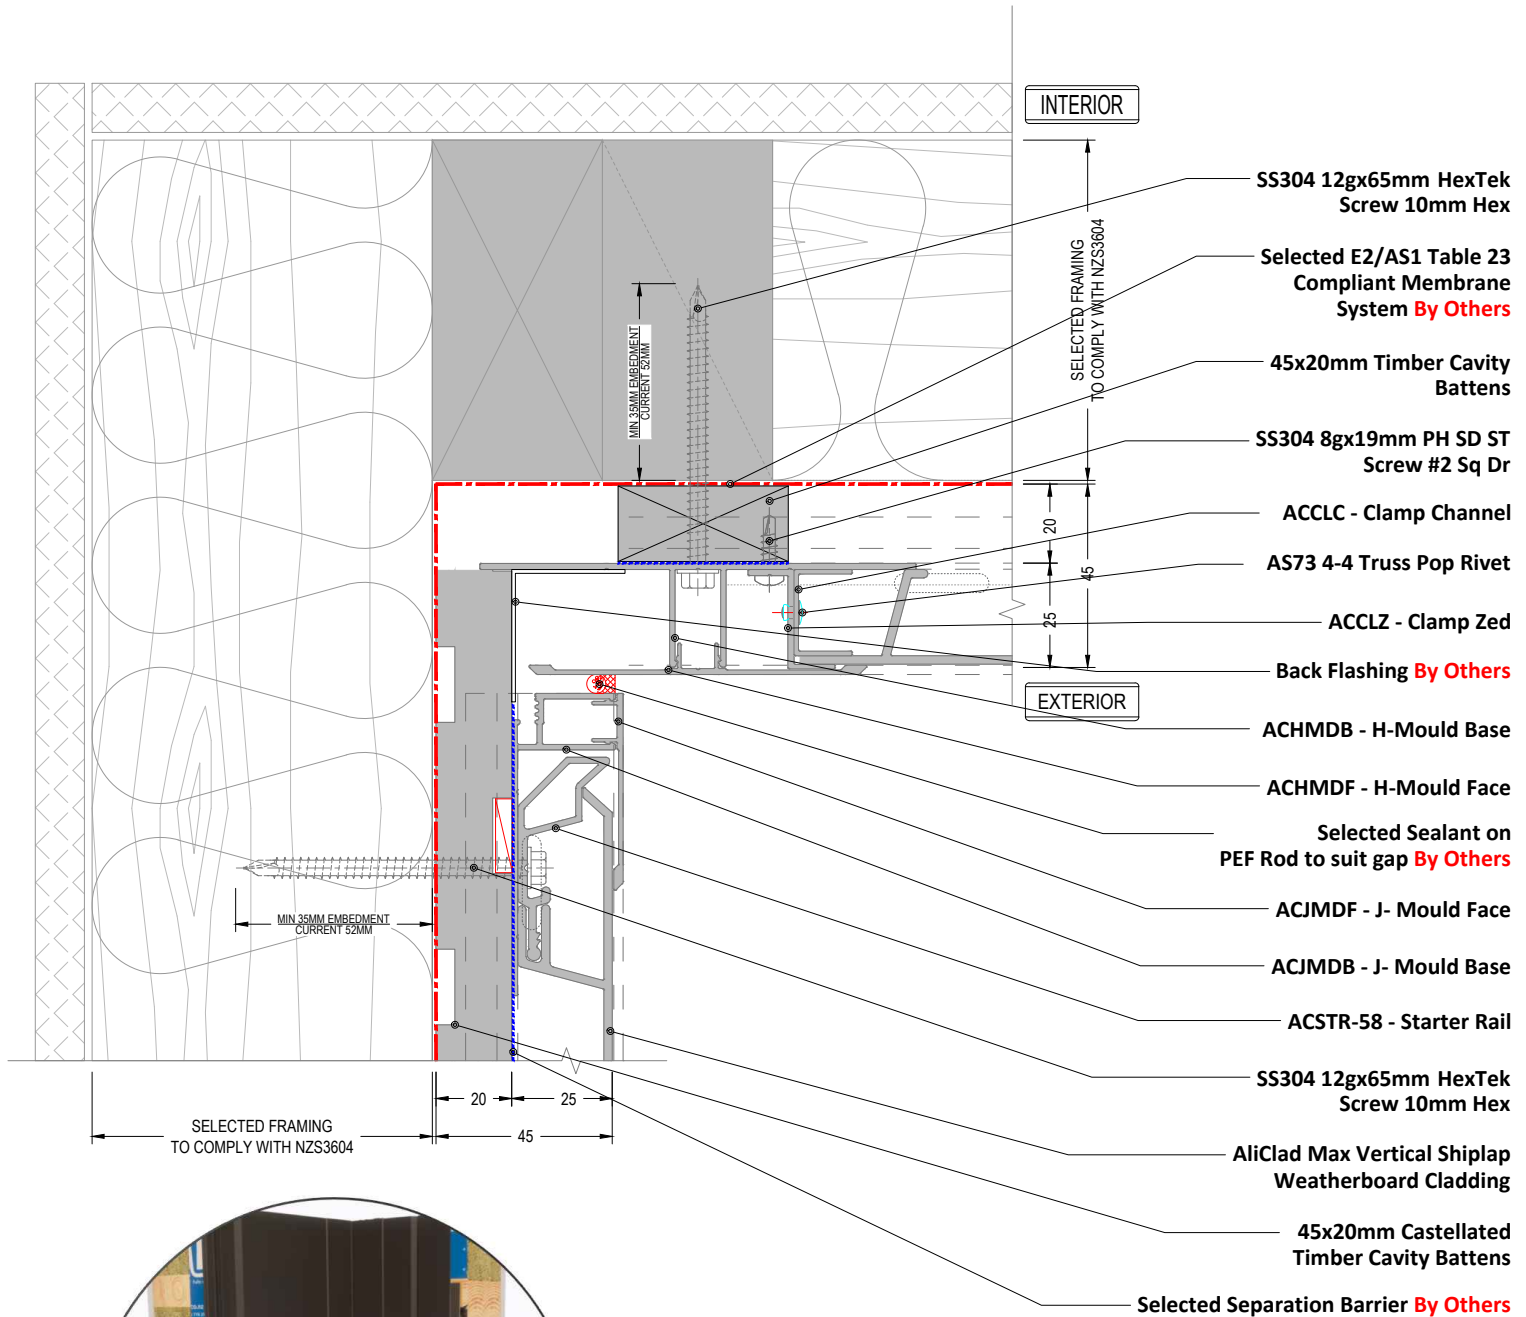 INTERIOR
SS304 12gx65mm HexTek
Screw 10mm Hex
Selected E2/AS1 Table 23
Compliant Membrane
System By Others
45x20mm Timber Cavity
Battens
SS304 8gx19mm PH SD ST
Screw #2 Sq Dr
ACCLC - Clamp Channel
AS73 4-4 Truss Pop Rivet
ACCLZ - Clamp Zed
Back Flashing By Others
EXTERIOR
ACHMDB - H-Mould Base
ACHMDF - H-Mould Face
Selected Sealant on
PEF Rod to suit gap By Others
ACJMDF - J- Mould Face
ACJMDB - J- Mould Base
ACSTR-58 - Starter Rail
SS304 12gx65mm HexTek
Screw 10mm Hex
AliClad Max Vertical Shiplap
Weatherboard Cladding
45x20mm Castellated
Timber Cavity Battens
Selected Separation Barrier By Others
SELECTED FRAMING
TO COMPLY WITH NZS3604
MIN 35MM EMBEDMENT
CURRENT 52MM
20
25
45
MIN 35MM EMBEDMENT
CURRENT 52MM
20
25
45
SELECTED FRAMING
TO COMPLY WITH NZS3604